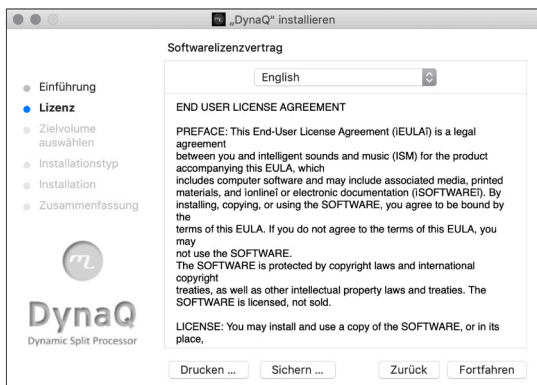 „DynaQ“ installieren
Softwarelizenzvertrag
English
Einführung
Lizenz
Zielvolume
auswählen
Installationstyp
Installation
Zusammenfassung
END USER LICENSE AGREEMENT
PREFACE: This End-User License Agreement (ìEULAî) is a legal
agreement
between you and intelligent sounds and music (ISM) for the product
accompanying this EULA, which
includes computer software and may include associated media, printed
materials, and ìonlineî or electronic documentation (ìSOFTWAREî). By
installing, copying, or using the SOFTWARE, you agree to be bound by
the
terms of this EULA. If you do not agree to the terms of this EULA, you
may
not use the SOFTWARE.
The SOFTWARE is protected by copyright laws and international
copyright
treaties, as well as other intellectual property laws and treaties. The
SOFTWARE is licensed, not sold.
LICENSE: You may install and use a copy of the SOFTWARE, or in its
place,
DynaQ
Dynamic Split Processor
Drucken ...
Sichern ...
Zurück
Fortfahren